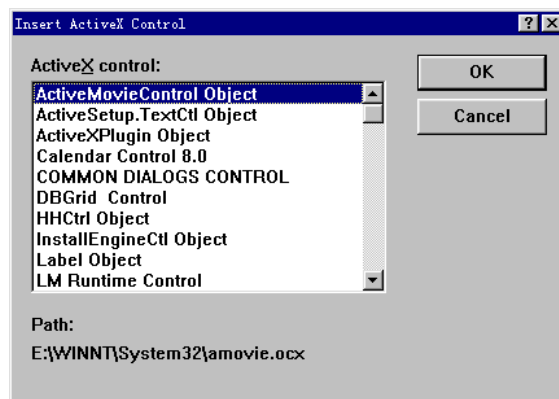 Insert ActiveX Control
ActiveX control:
OK
Cancel
ActiveMovieControl Object
ActiveSetup.TextCtl Object
ActiveXPlugin Object
Calendar Control 8.0
COMMON DIALOGS CONTROL
DBGrid  Control
HHCtrl Object
InstallEngineCtl Object
Label Object
LM Runtime Control
Path:
E:\WINNT\System32\amovie.ocx